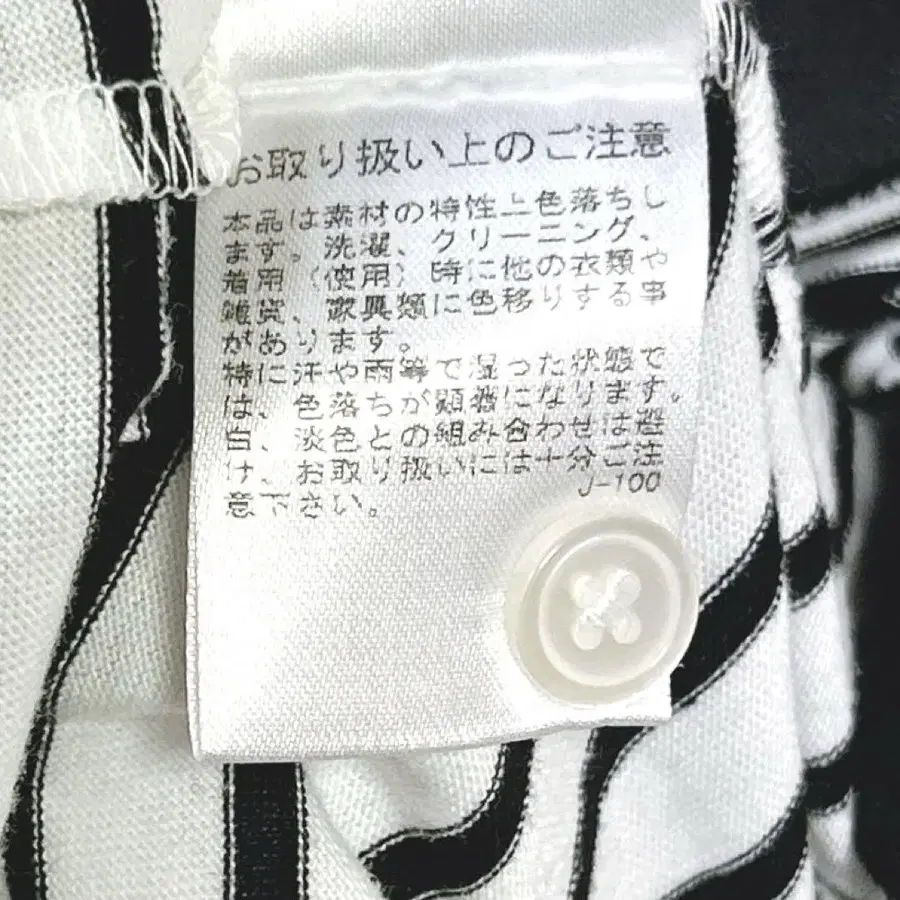 お取り扱い上のご注意
本品は素材の特性上色落ちし
ます。洗濯、クリーニング、
着用（使用）時に他の衣類や
雑貨、家具類に色移りする事
があります。
特に汗や雨等で湿った状態で
は、色落ちが顕著になります。
白、淡色との組み合わせは避
け、お取り扱いには十分ご注
意下さい。
J-100